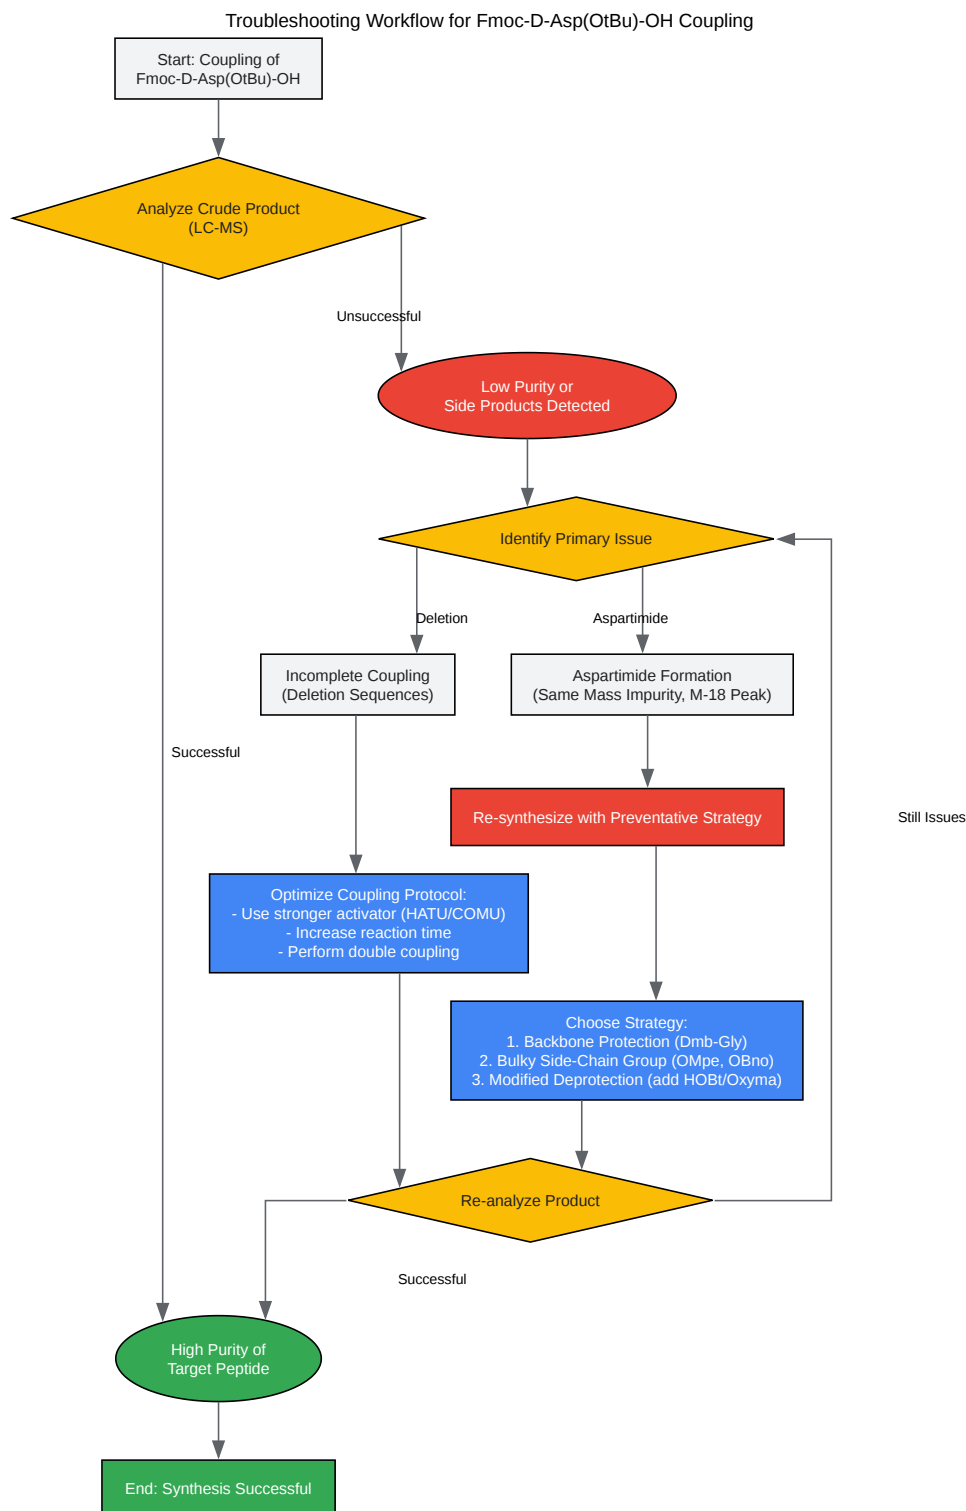 Troubleshooting Workflow for Fmoc-D-Asp(OtBu)-OH Coupling
Start: Coupling of
Fmoc-D-Asp(OtBu)-OH
Analyze Crude Product
(LC-MS)
Unsuccessful
Low Purity or
Side Products Detected
Identify Primary Issue
Deletion
Aspartimide
Incomplete Coupling
(Deletion Sequences)
Aspartimide Formation
(Same Mass Impurity, M-18 Peak)
Successful
Re-synthesize with Preventative Strategy
Still Issues
Optimize Coupling Protocol:
- Use stronger activator (HATU/COMU)
- Increase reaction time
- Perform double coupling
Choose Strategy:
1. Backbone Protection (Dmb-Gly)
2. Bulky Side-Chain Group (OMpe, OBno)
3. Modified Deprotection (add HOBt/Oxyma)
Re-analyze Product
Successful
High Purity of
Target Peptide
End: Synthesis Successful